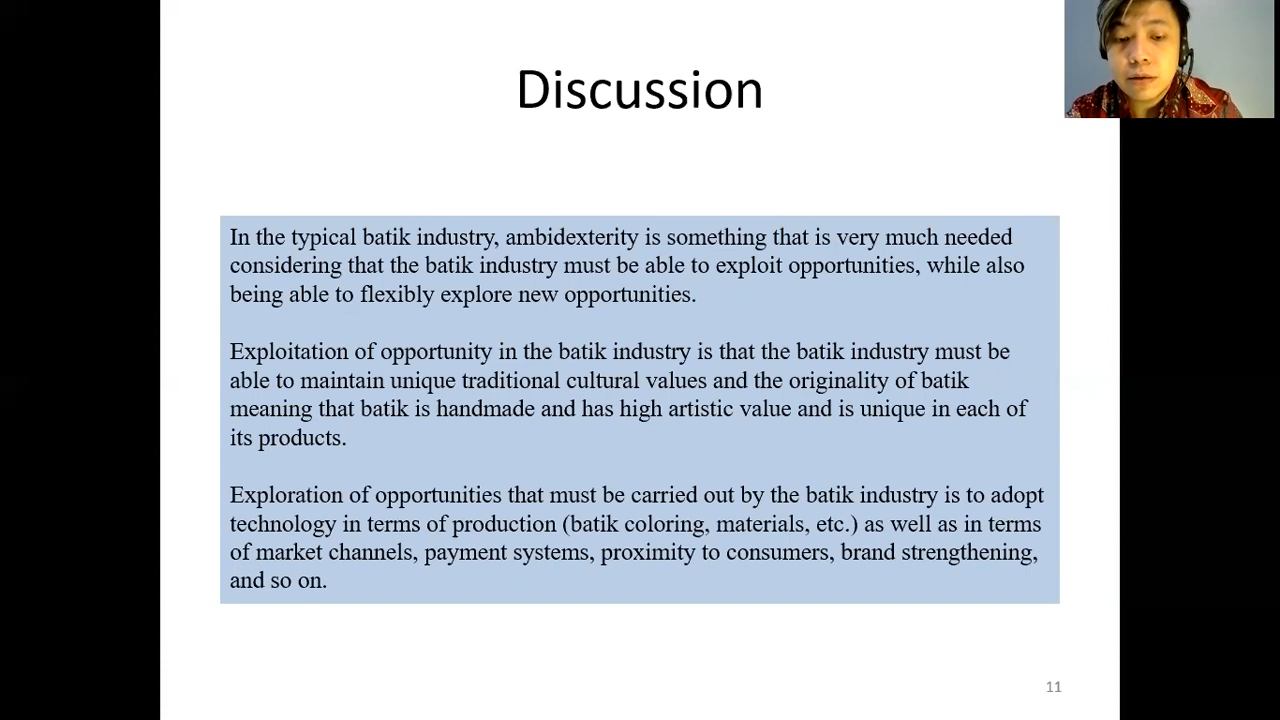 Discussion
In the typical batik industry, ambidexterity is something that is very much needed
considering that the batik industry must be able to exploit opportunities, while also
being able to flexibly explore new opportunities.
Exploitation of opportunity in the batik industry is that the batik industry must be
able to maintain unique traditional cultural values and the originality of batik
meaning that batik is handmade and has high artistic value and is unique in each of
its products.
Exploration of opportunities that must be carried out by the batik industry is to adopt
technology in terms of production (batik coloring, materials, etc.) as well as in terms
of market channels, payment systems, proximity to consumers, brand strengthening,
and so on.
11